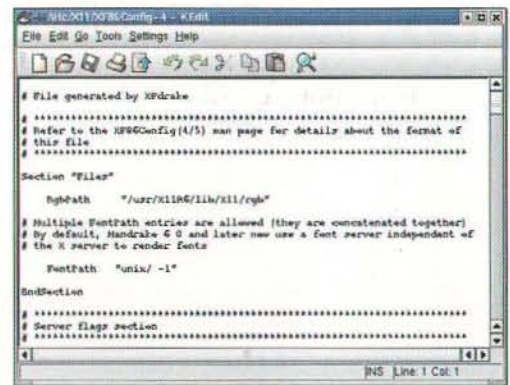 /etc/X11/XF86Config-4 - KEdit
File Edit Go Tools Settings Help
# File generated by XFdrake
# **********************************************************************
# Refer to the XF86Config(4/5) man page for details about the format of
# this file
# **********************************************************************
Section "Files"
RgbPath "/usr/X11R6/lib/X11/rgb"
# Multiple FontPath entries are allowed (they are concatenated together)
# By default, Mandrake 6 0 and later now use a font server independent of
# the X server to render fonts
FontPath "unix/ -1"
EndSection
# **********************************************************************
# Server flags section
# **********************************************************************
INS Line: 1 Col: 1